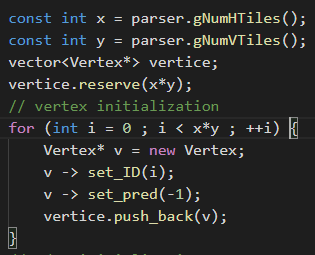 const int x = parser.gNumHTiles();
const int y = parser.gNumVTiles();
vector<Vertex*> vertice;
vertice.reserve(x*y);
// vertex initialization
for (int i = 0 ; i < x*y ; ++i) {
    Vertex* v = new Vertex;
    v -> set_ID(i);
    v -> set_pred(-1);
    vertice.push_back(v);
}